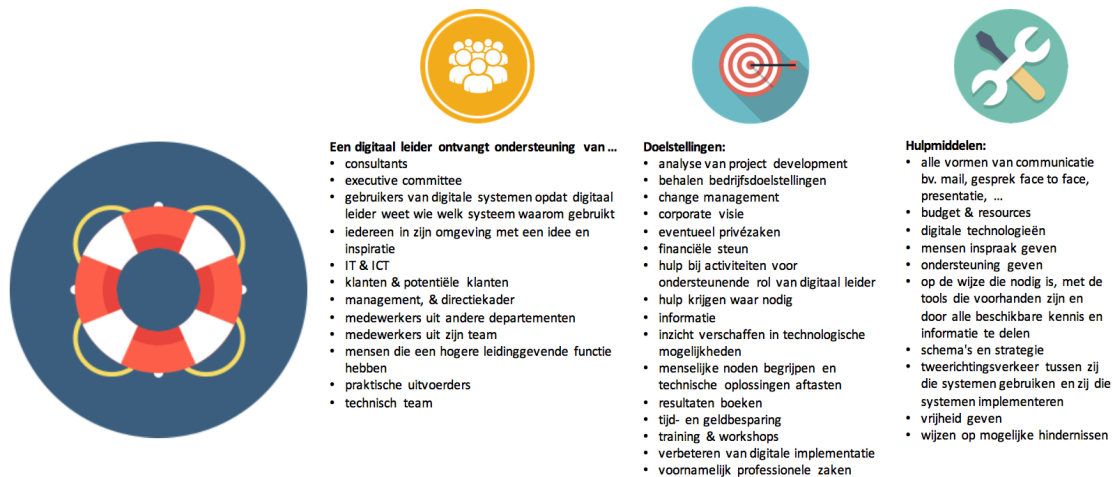 Een digitaal leider ontvangt ondersteuning van ...
• consultants
• executive committee
• gebruikers van digitale systemen opdat digitaal
leider weet wie welk systeem waarom gebruikt
• iedereen in zijn omgeving met een idee en
inspiratie
• IT & ICT
• klanten & potentiële klanten
• management, & directiekader
• medewerkers uit andere departementen
• medewerkers uit zijn team
• mensen die een hogere leidinggevende functie
hebben
• praktische uitvoerders
• technisch team
Doelstellingen:
• analyse van project development
• behalen bedrijfsdoelstellingen
• change management
• corporate visie
• eventueel privézaken
• financiële steun
• hulp bij activiteiten voor
ondersteunende rol van digitaal leider
• hulp krijgen waar nodig
• informatie
• inzicht verschaffen in technologische
mogelijkheden
• menselijke noden begrijpen en
technische oplossingen aftasten
• resultaten boeken
• tijd- en geldbesparing
• training & workshops
• verbeteren van digitale implementatie
• voornamelijk professionele zaken
Hulpmiddelen:
• alle vormen van communicatie
bv. mail, gesprek face to face,
presentatie, ...
• budget & resources
• digitale technologieën
• mensen inspraak geven
• ondersteuning geven
• op de wijze die nodig is, met de
tools die voorhanden zijn en
door alle beschikbare kennis en
informatie te delen
• schema's en strategie
• tweerichtingsverkeer tussen zij
die systemen gebruiken en zij die
systemen implementeren
• vrijheid geven
• wijzen op mogelijke hindernissen